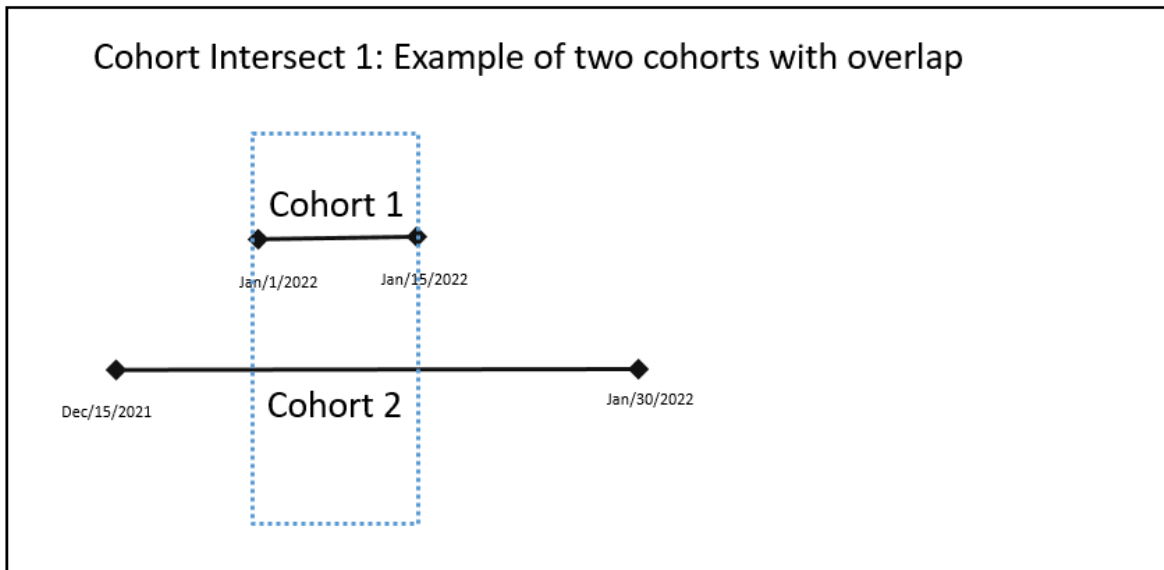 Cohort Intersect 1: Example of two cohorts with overlap
Cohort 1
Jan/1/2022
Jan/15/2022
Cohort 2
Dec/15/2021
Jan/30/2022